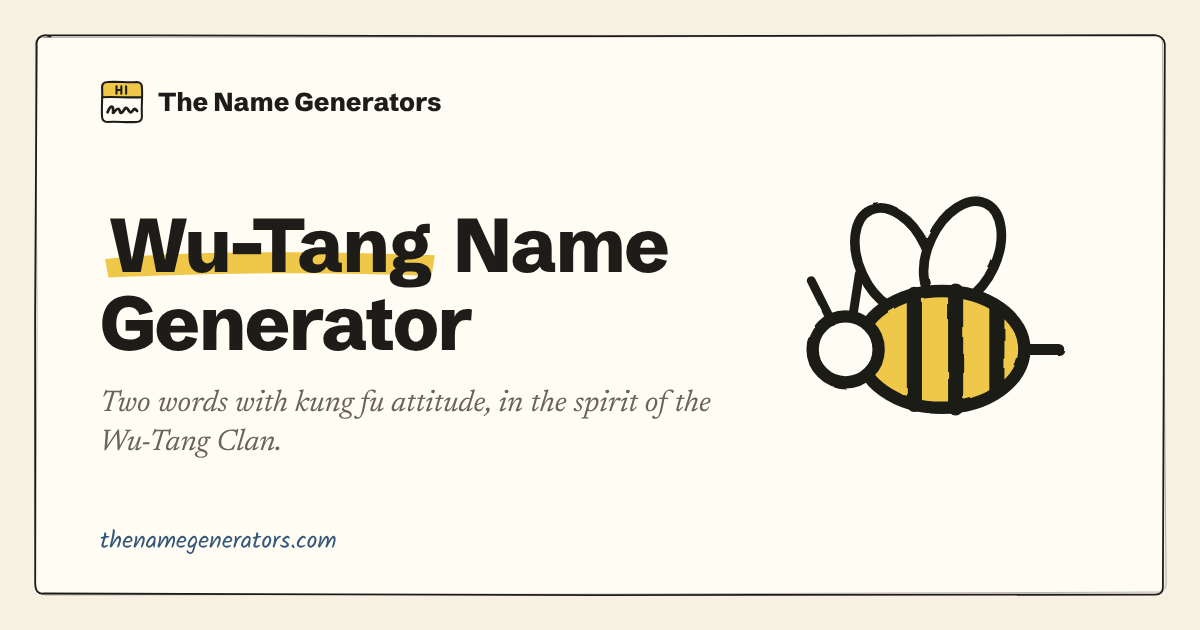 HI
The Name Generators
Wu-Tang Name
Generator
Two words with kung fu attitude, in the spirit of the
Wu-Tang Clan.
thenamegenerators.com